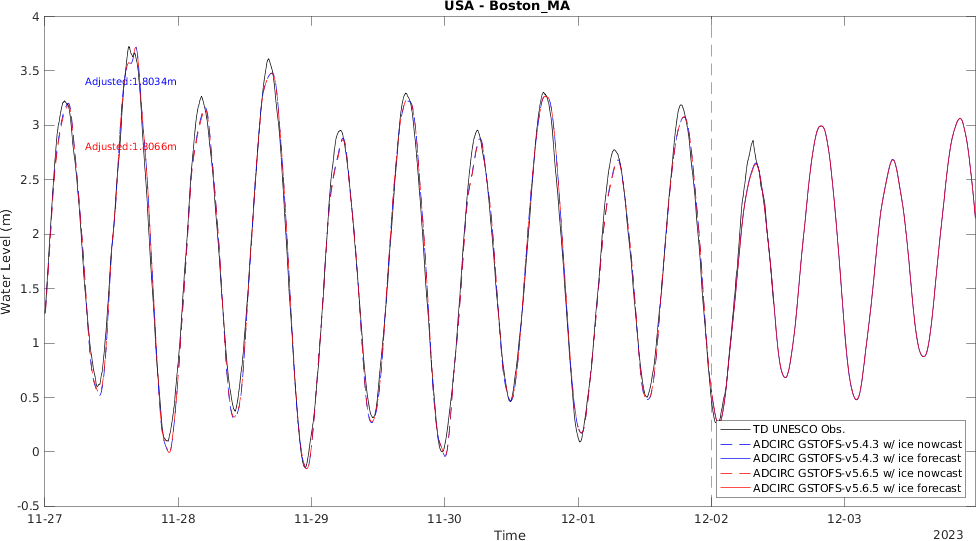 USA - Boston_MA
4
3.5
3
2.5
2
1.5
1
0.5
0
-0.5
Water Level (m)
Adjusted:1.8034m
Adjusted:1.8066m
TD UNESCO Obs.
ADCIRC GSTOFS-v5.4.3 w/ ice nowcast
ADCIRC GSTOFS-v5.4.3 w/ ice forecast
ADCIRC GSTOFS-v5.6.5 w/ ice nowcast
ADCIRC GSTOFS-v5.6.5 w/ ice forecast
11-27 11-28 11-29 11-30 12-01 12-02 12-03
Time
2023